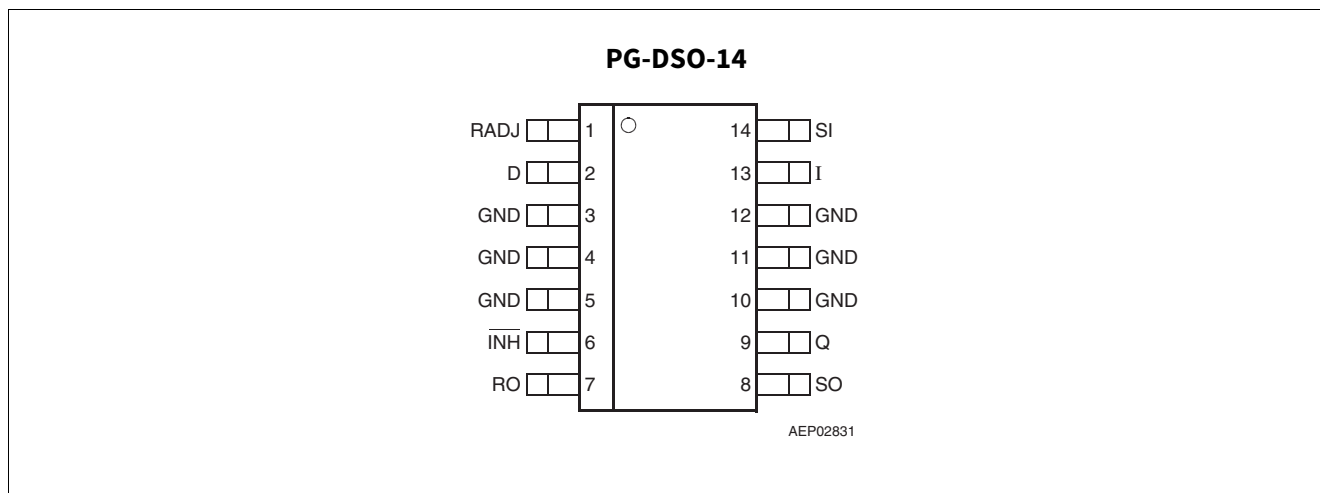 PG-DSO-14
RADJ 1 14 SI
D 2 13 I
GND 3 12 GND
GND 4 11 GND
GND 5 10 GND
I̅N̅H̅ 6 9 Q
RO 7 8 SO
AEP02831